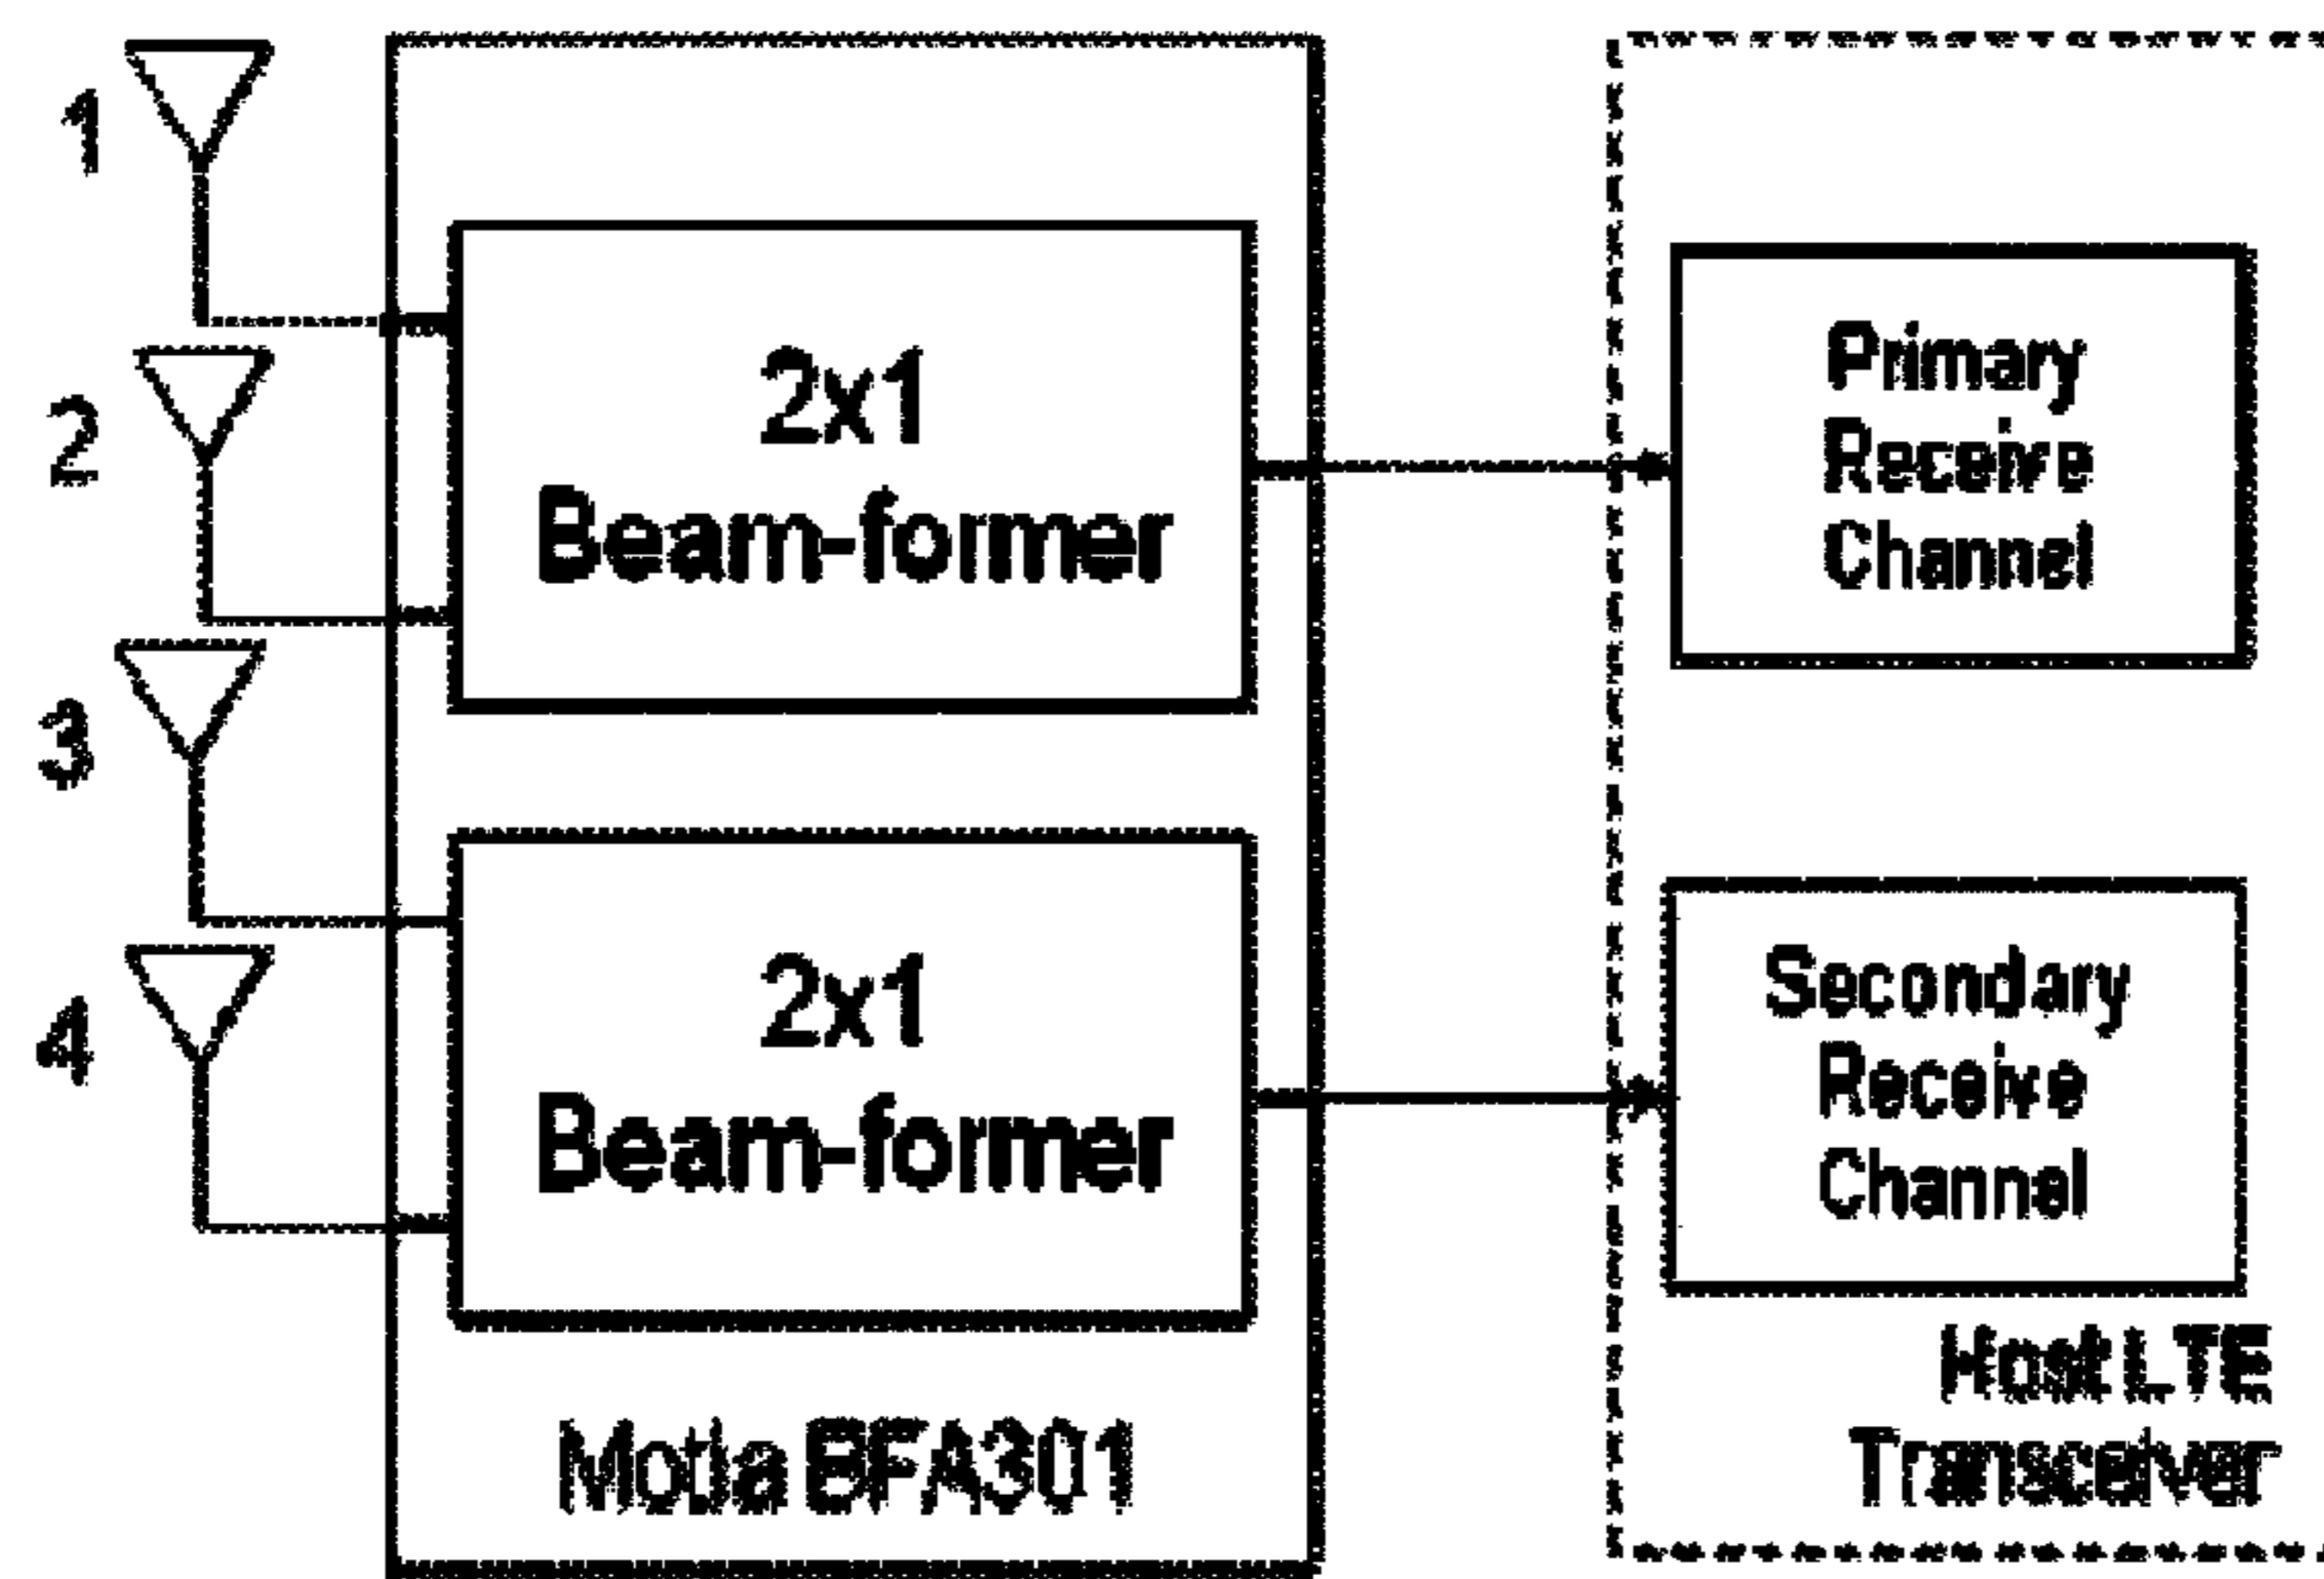 1
2
3
4
2x1
Beam-former
2x1
Beam-former
Motia BFA301
Primary
Receive
Channel
Secondary
Receive
Channel
Host LTE
Transceiver